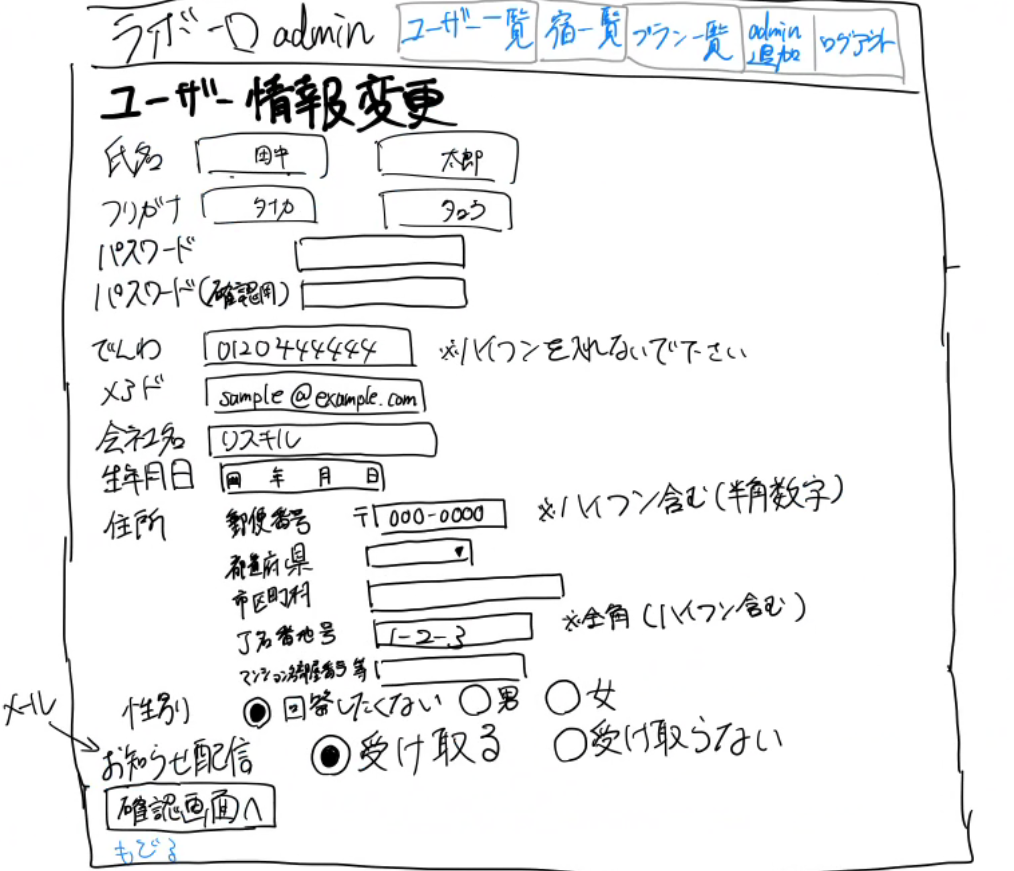 admin ユーザー一覧 宿一覧 プラン一覧 admin追加 ログアウト
ユーザー情報変更
氏名 田中 太郎
フリガナ タナカ タロウ
パスワード
パスワード(確認用)
でんわ 0120444444 ※ハイフンを入れないで下さい
メアド sample@example.com
会社名 リスキル
生年月日 年 月 日
住所 郵便番号 〒 000-0000 ※ハイフン含む(半角数字)
都道府県
市区町村
丁名番地号 1-2-3 ※全角(ハイフン含む)
マンション名部屋番号等
性別 回答したくない 男 女
メール
お知らせ配信 受け取る 受け取らない
確認画面へ
もどる